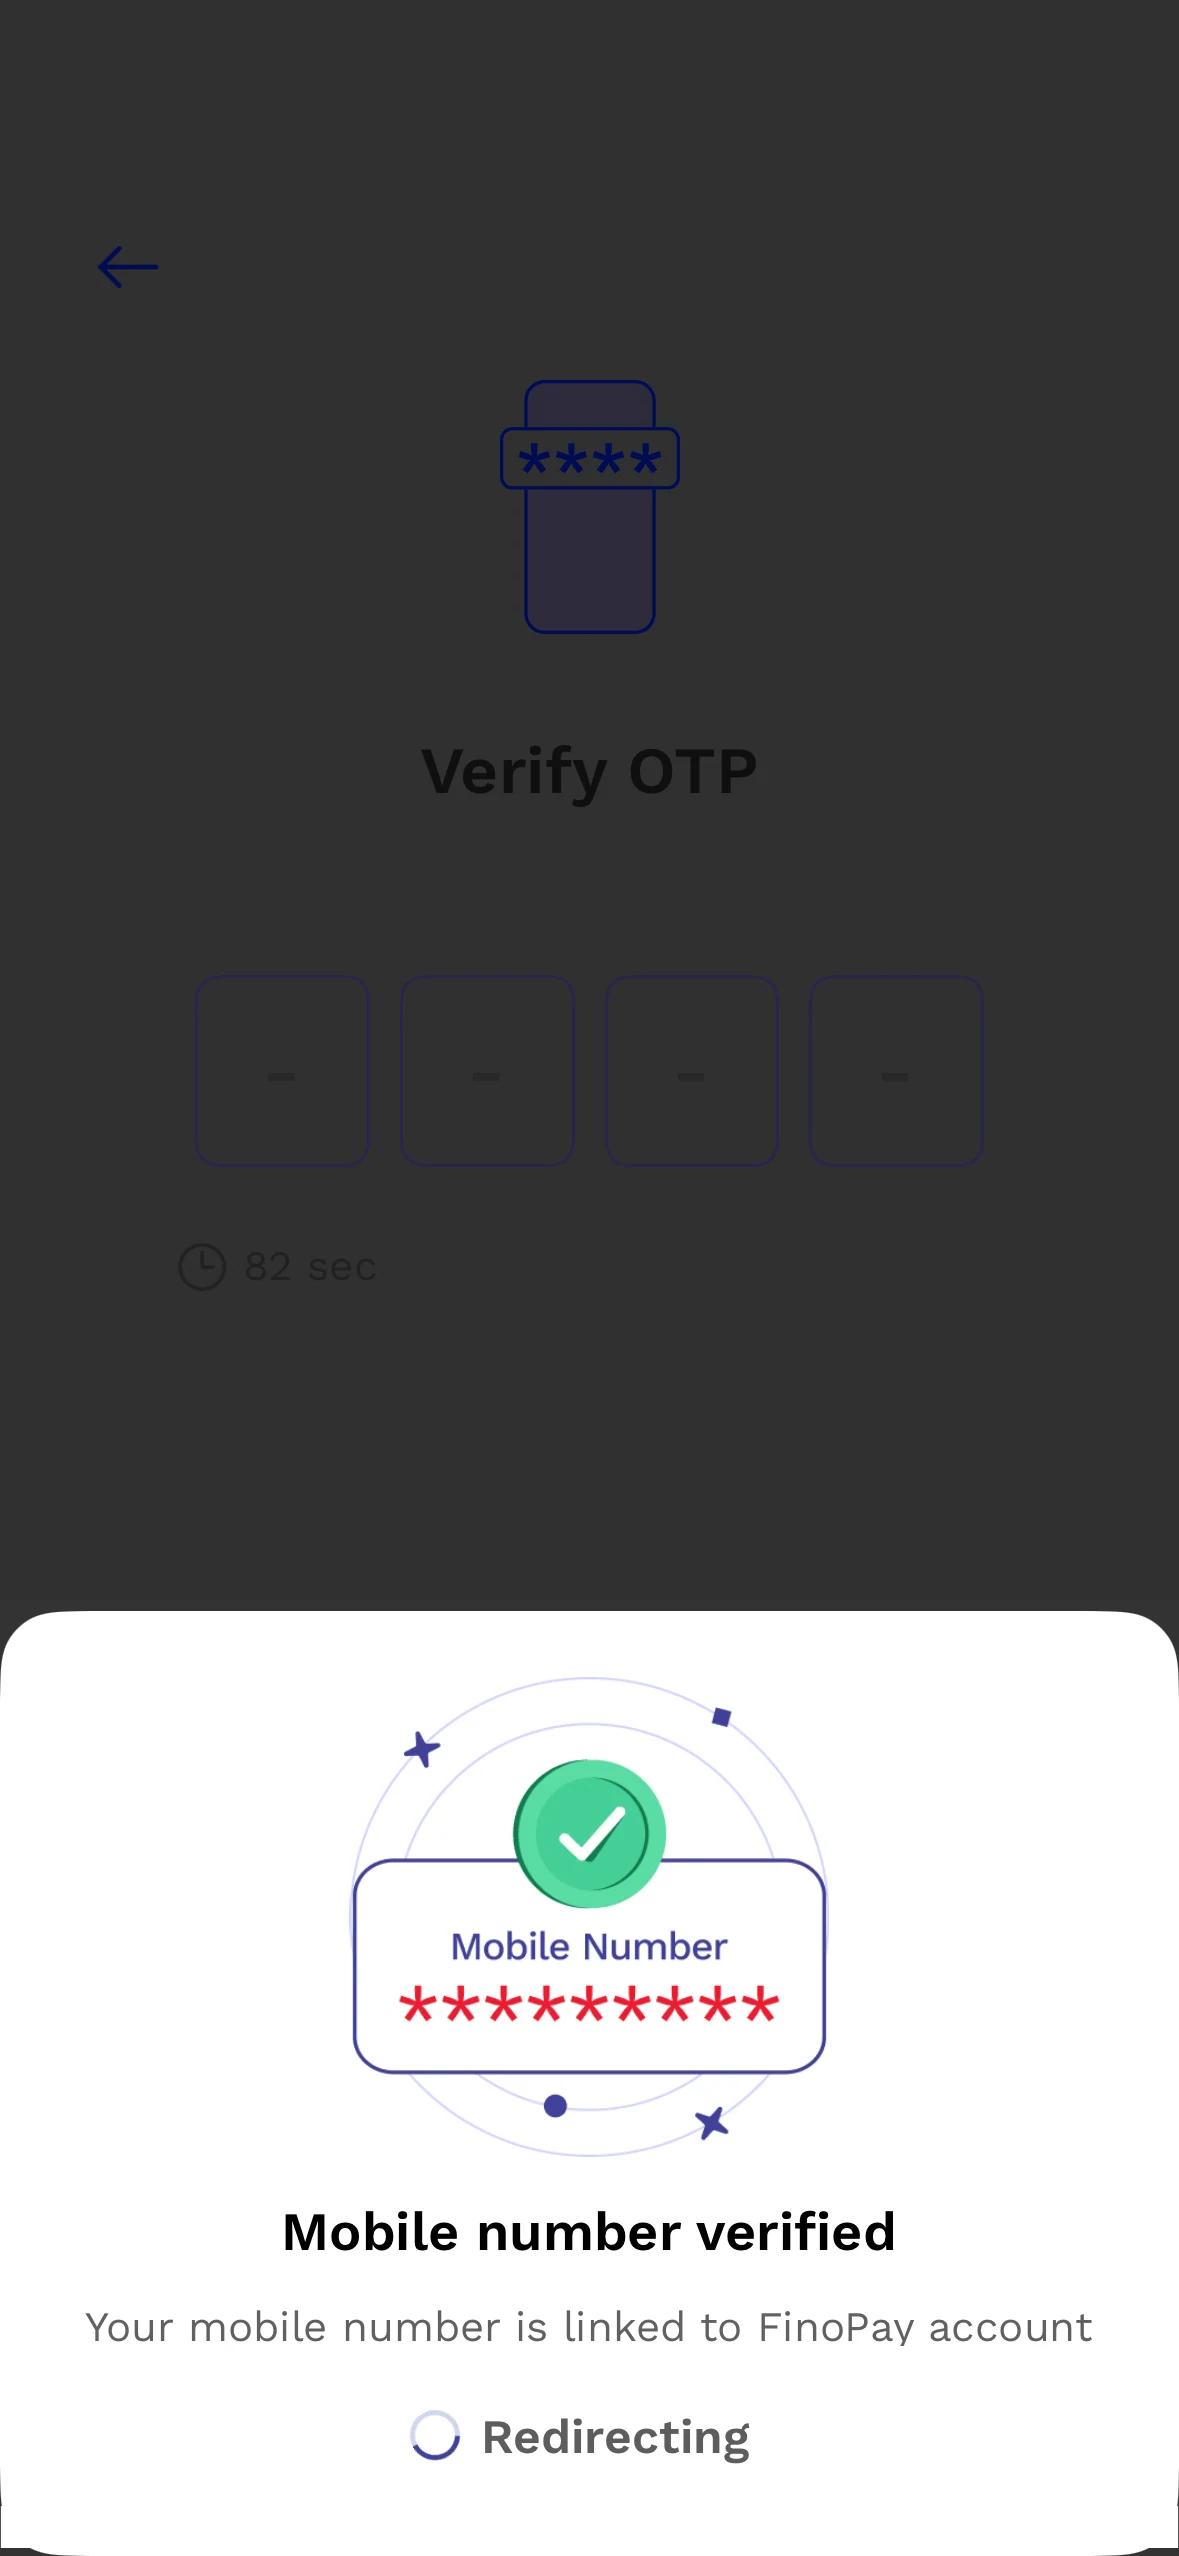 ****
Verify OTP
- - - -
82 sec
Mobile Number
*********
Mobile number verified
Your mobile number is linked to FinoPay account
Redirecting